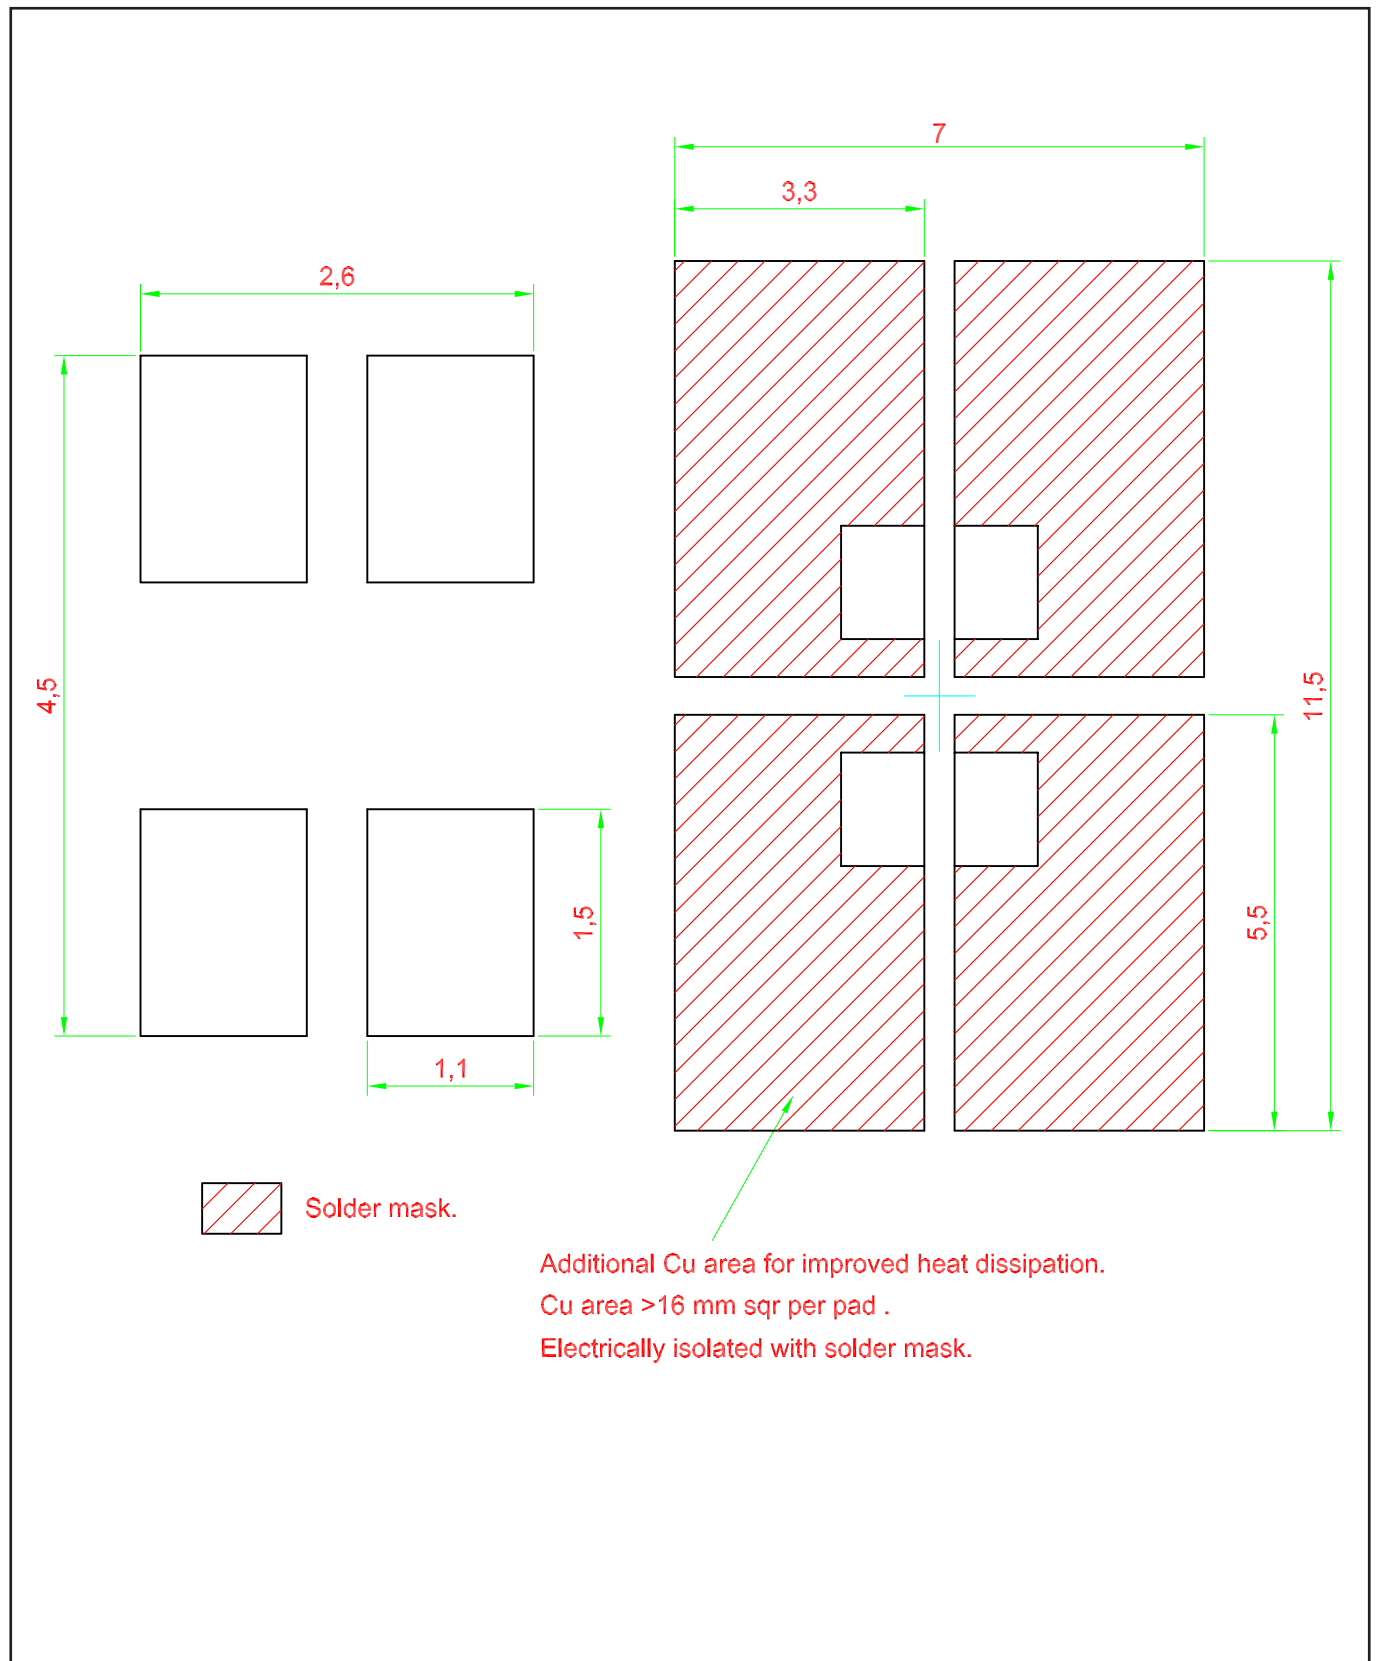 7
3,3
2,6
4,5
11,5
5,5
1,5
1,1
Solder mask.
Additional Cu area for improved heat dissipation.
Cu area >16 mm sqr per pad .
Electrically isolated with solder mask.